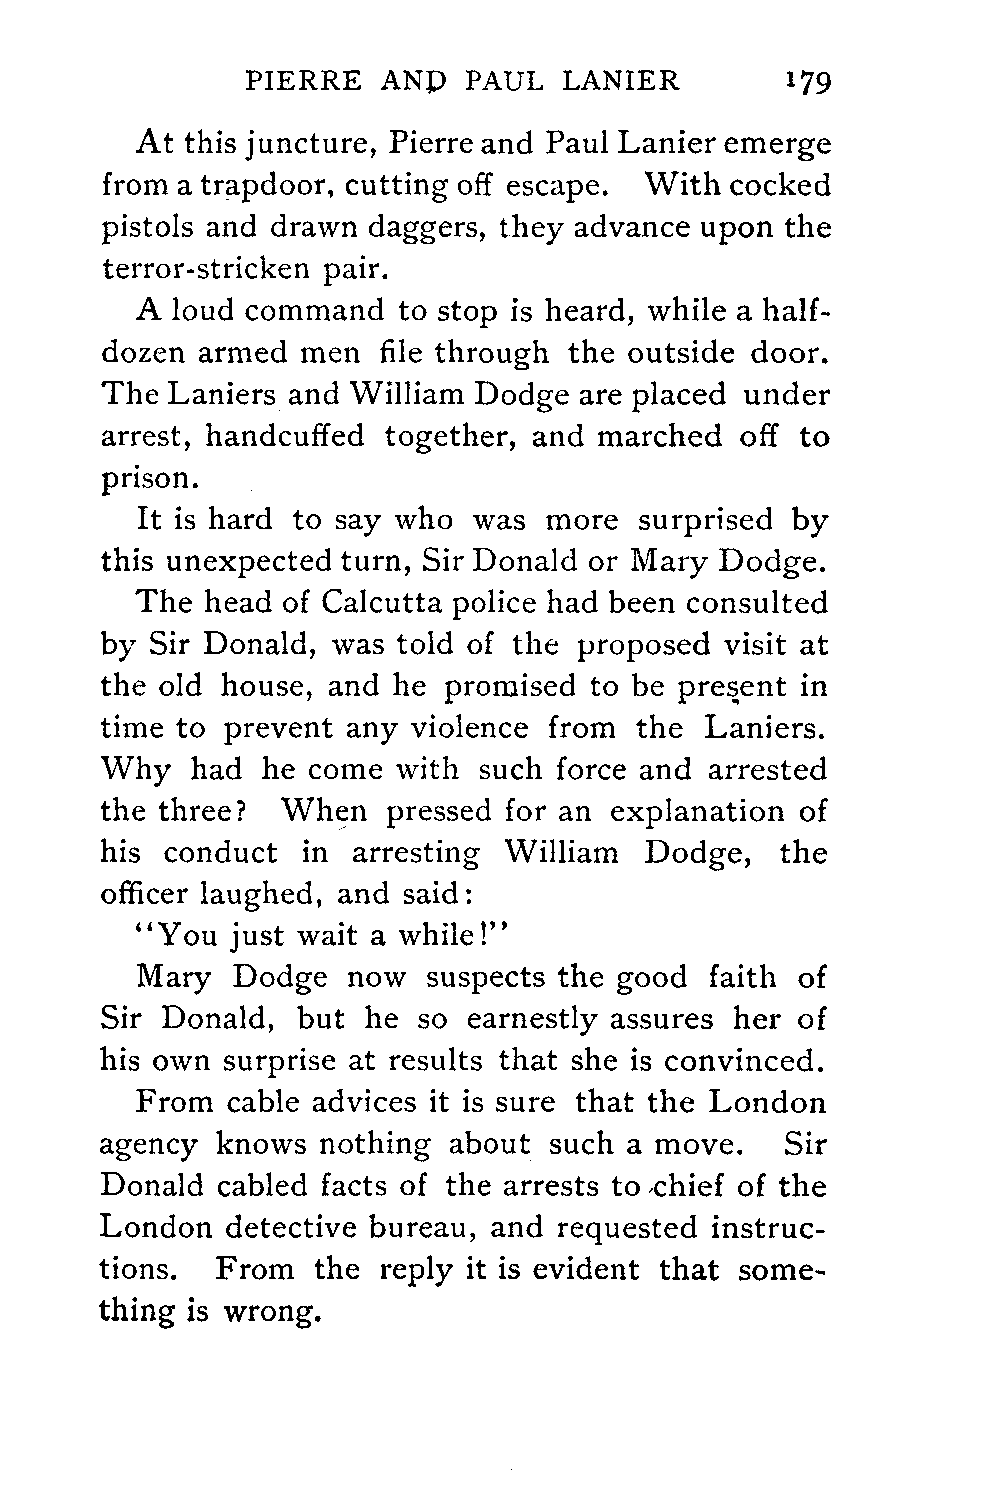 PIERRE AND PAUL LANIER 179
At this juncture, Pierre and Paul Lanier emerge
from a trapdoor, cutting off escape. With cocked
pistols and drawn daggers, they advance upon the
terror-stricken pair.
A loud command to stop is heard, while a half-
dozen armed men file through the outside door.
The Laniers and William Dodge are placed under
arrest, handcuffed together, and marched off to
prison.
It is hard to say who was more surprised by
this unexpected turn, Sir Donald or Mary Dodge.
The head of Calcutta police had been consulted
by Sir Donald, was told of the proposed visit at
the old house, and he promised to be present in
time to prevent any violence from the Laniers.
Why had he come with such force and arrested
the three? When pressed for an explanation of
his conduct in arresting William Dodge, the
officer laughed, and said:
"You just wait a while!"
Mary Dodge now suspects the good faith of
Sir Donald, but he so earnestly assures her of
his own surprise at results that she is convinced.
From cable advices it is sure that the London
agency knows nothing about such a move. Sir
Donald cabled facts of the arrests to chief of the
London detective bureau, and requested instruc-
tions. From the reply it is evident that some-
thing is wrong.